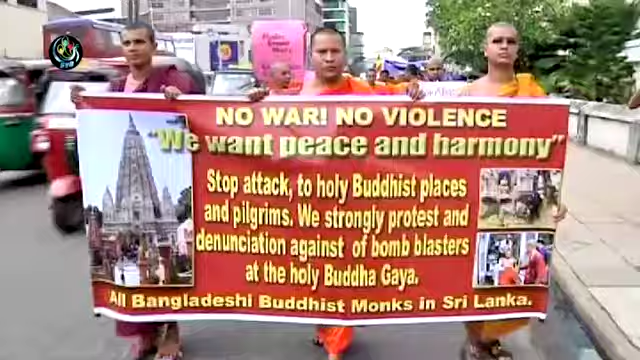 NO WAR! NO VIOLENCE
"We want peace and harmony"
Stop attack, to holy Buddhist places
and pilgrims. We strongly protest and
denunciation against of bomb blasters
at the holy Buddha Gaya.
All Bangladeshi Buddhist Monks in Sri Lanka.